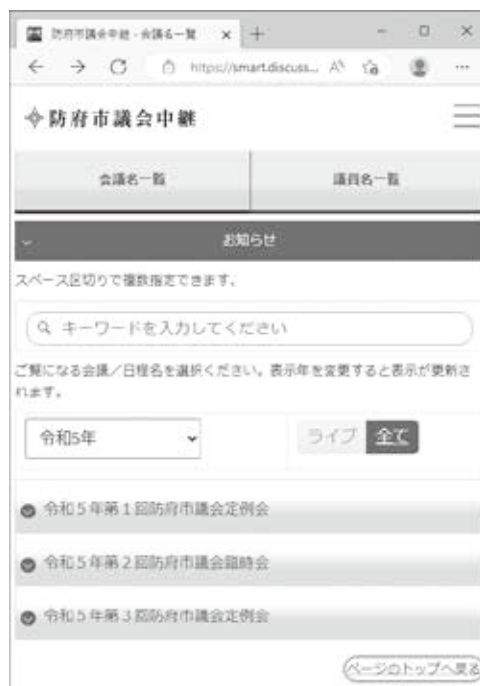 防府市議会中継 - 会議名一覧
https://smart.discuss...
防府市議会中継
会議名一覧
議員名一覧
お知らせ
スペース区切りで複数指定できます。
キーワードを入力してください
ご覧になる会議／日程名を選択ください。表示年を変更すると表示が更新さ
れます。
令和5年
ライブ 全て
令和５年第１回防府市議会定例会
令和５年第２回防府市議会臨時会
令和５年第３回防府市議会定例会
ページのトップへ戻る